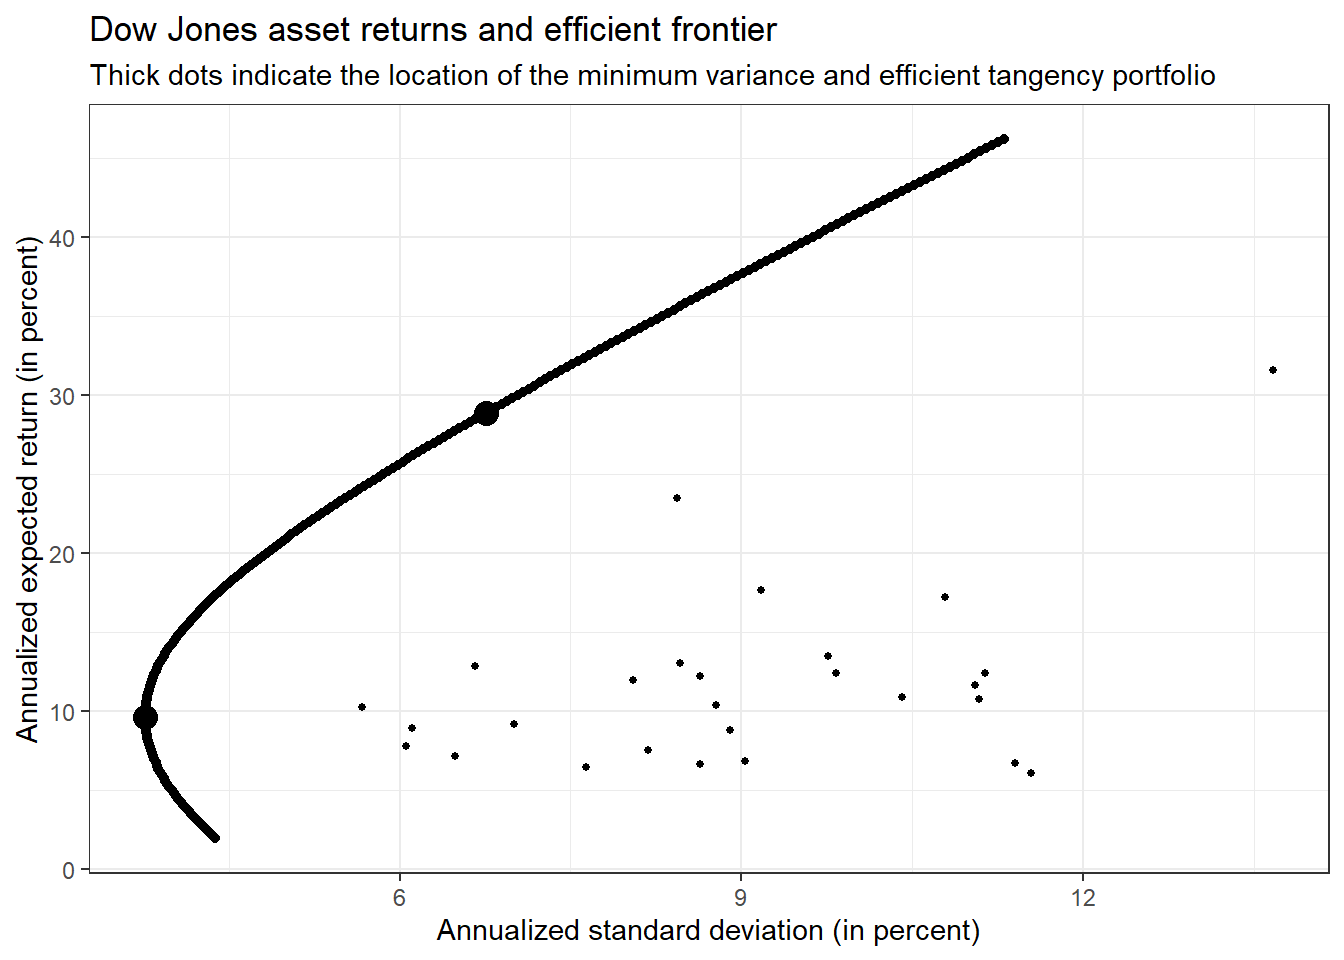 Dow Jones asset returns and efficient frontier
Thick dots indicate the location of the minimum variance and efficient tangency portfolio
Annualized expected return (in percent)
40
30
20
10
0
6 9 12
Annualized standard deviation (in percent)